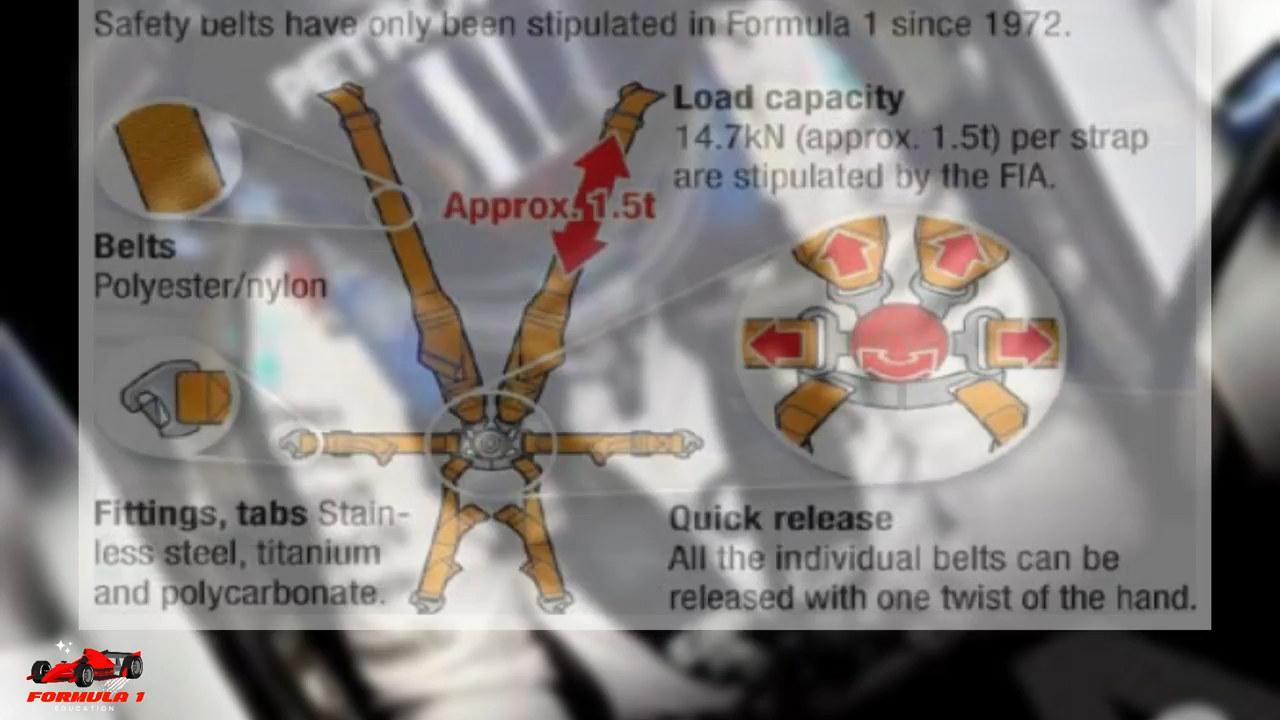 Safety belts have only been stipulated in Formula 1 since 1972.
Load capacity
14.7kN (approx. 1.5t) per strap
are stipulated by the FIA.
Approx. 1.5t
Belts
Polyester/nylon
Fittings, tabs Stain-
less steel, titanium
and polycarbonate.
Quick release
All the individual belts can be
released with one twist of the hand.
FORMULA 1
EDUCATION